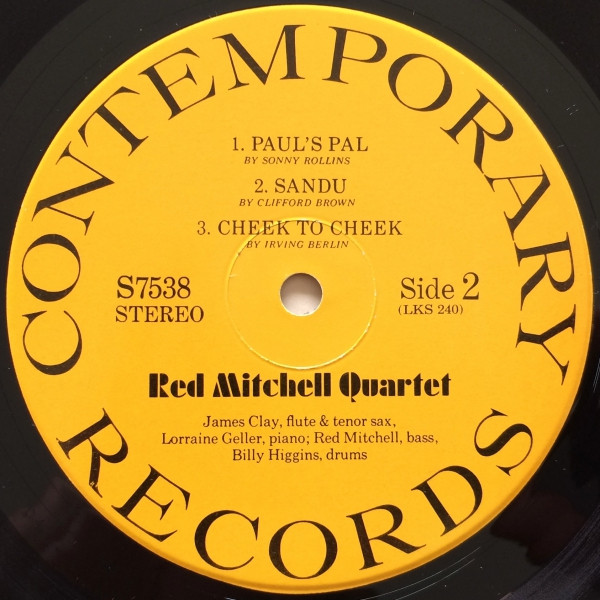 CONTEMPORARY
1. PAUL'S PAL
BY SONNY ROLLINS
2. SANDU
BY CLIFFORD BROWN
3. CHEEK TO CHEEK
BY IRVING BERLIN
S7538
STEREO
Side 2
(LKS 240)
Red Mitchell Quartet
James Clay, flute & tenor sax,
Lorraine Geller, piano; Red Mitchell, bass,
Billy Higgins, drums
RECORDS